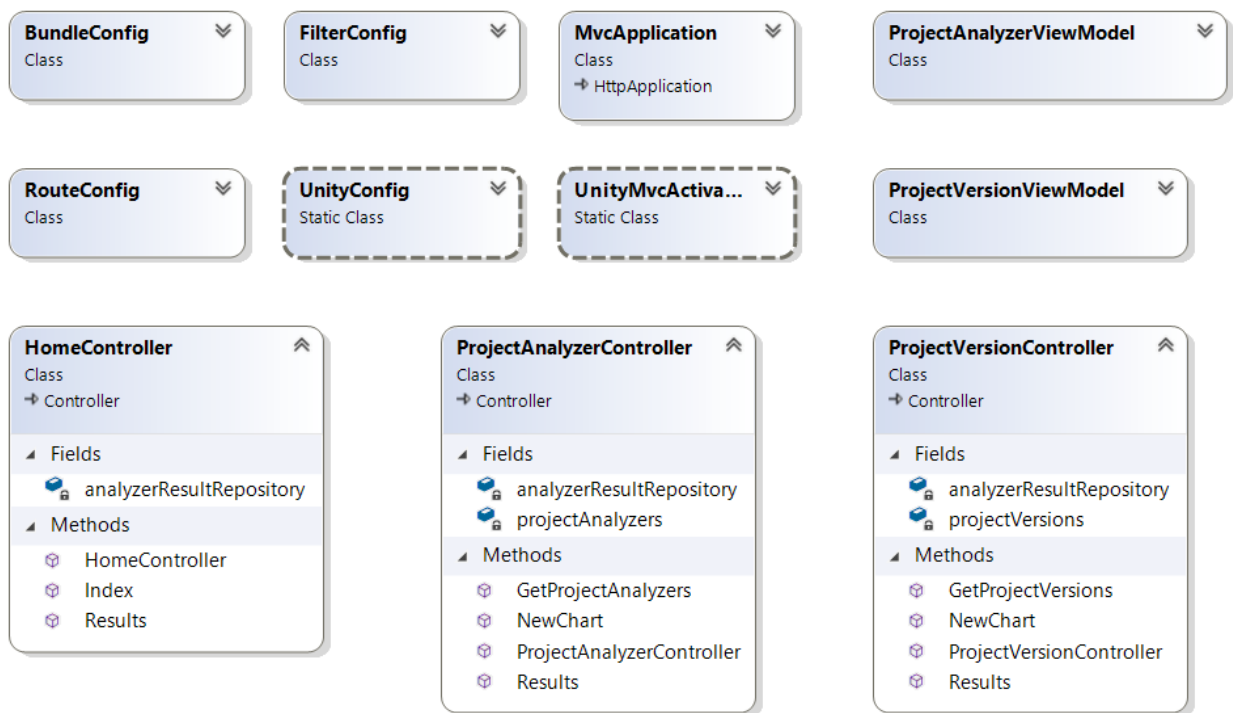 BundleConfig
Class
FilterConfig
Class
MvcApplication
Class
HttpApplication
ProjectAnalyzerViewModel
Class
RouteConfig
Class
UnityConfig
Static Class
UnityMvcActiva...
Static Class
ProjectVersionViewModel
Class
HomeController
Class
Controller
Fields
analyzerResultRepository
Methods
HomeController
Index
Results
ProjectAnalyzerController
Class
Controller
Fields
analyzerResultRepository
projectAnalyzers
Methods
GetProjectAnalyzers
NewChart
ProjectAnalyzerController
Results
ProjectVersionController
Class
Controller
Fields
analyzerResultRepository
projectVersions
Methods
GetProjectVersions
NewChart
ProjectVersionController
Results